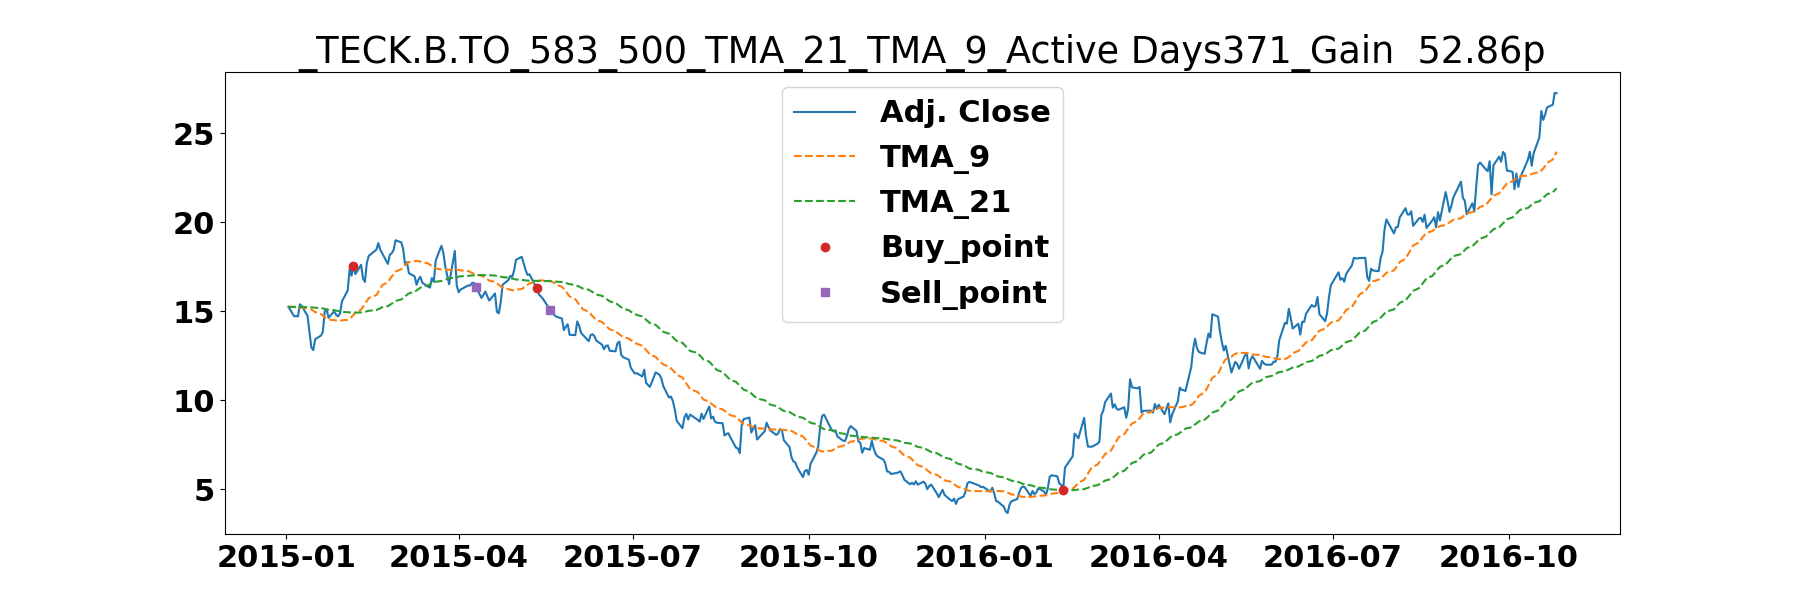 _TECK.B.TO_583_500_TMA_21_TMA_9_Active Days371_Gain  52.86p
Adj. Close
TMA_9
TMA_21
Buy_point
Sell_point
25
20
15
10
5
2015-01 2015-04 2015-07 2015-10 2016-01 2016-04 2016-07 2016-10